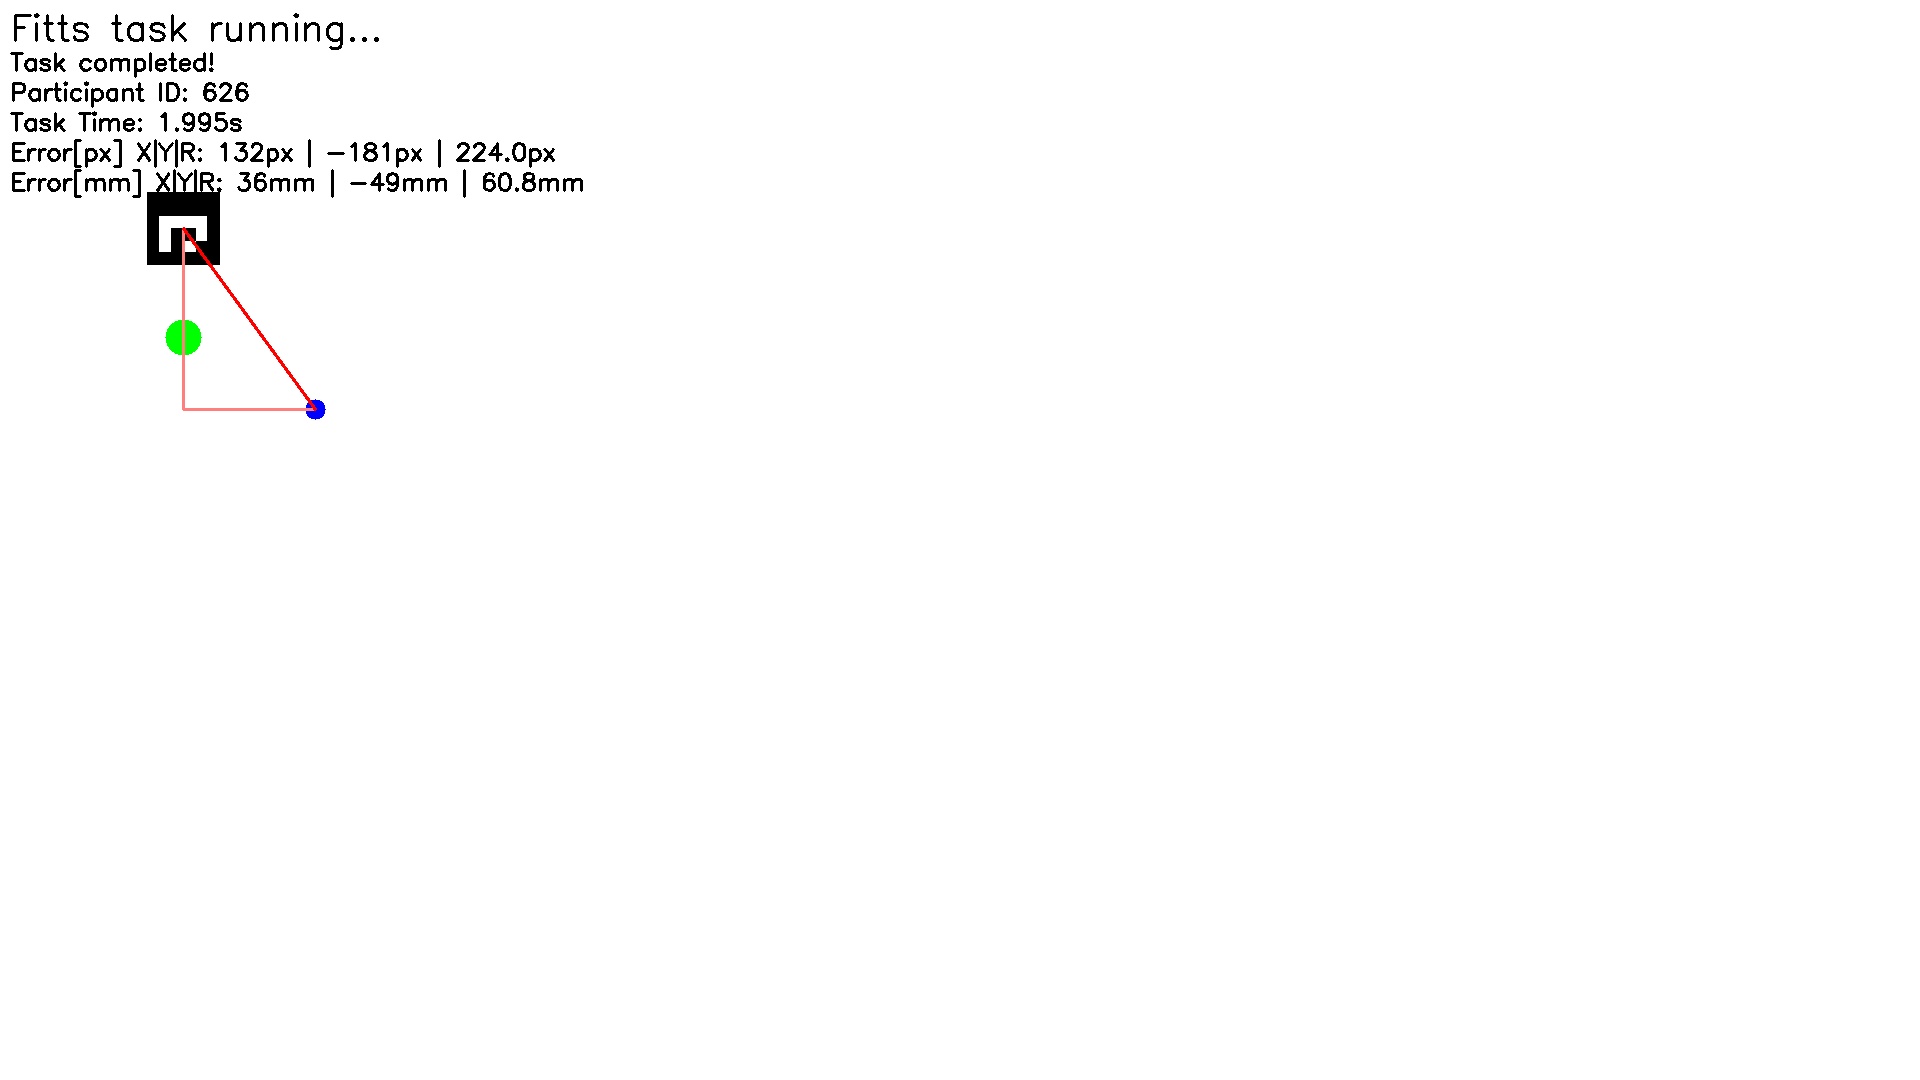 Fitts task running...
Task completed!
Participant ID: 626
Task Time: 1.995s
Error[px] X|Y|R: 132px | -181px | 224.0px
Error[mm] X|Y|R: 36mm | -49mm | 60.8mm